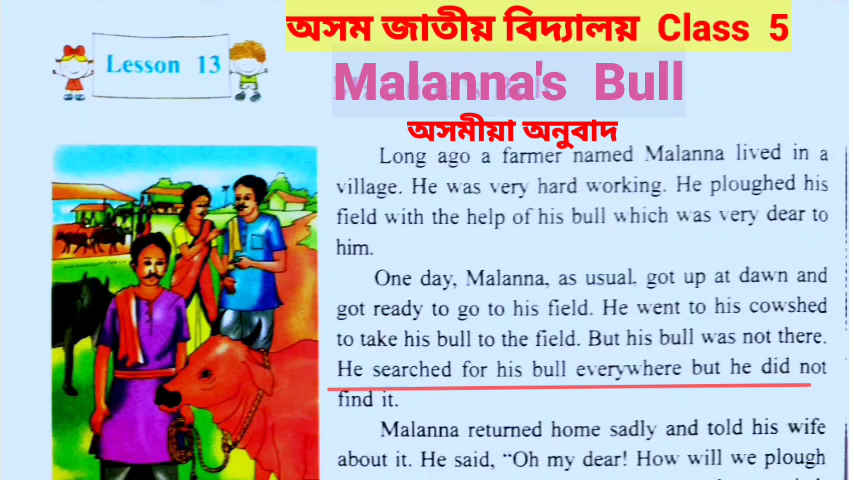 অসম জাতীয় বিদ্যালয় Class 5
Lesson 13
Malanna's Bull
অসমীয়া অনুবাদ
Long ago a farmer named Malanna lived in a
village. He was very hard working. He ploughed his
field with the help of his bull which was very dear to
him.
One day, Malanna, as usual, got up at dawn and
got ready to go to his field. He went to his cowshed
to take his bull to the field. But his bull was not there.
He searched for his bull everywhere but he did not
find it.
Malanna returned home sadly and told his wife
about it. He said, "Oh my dear! How will we plough